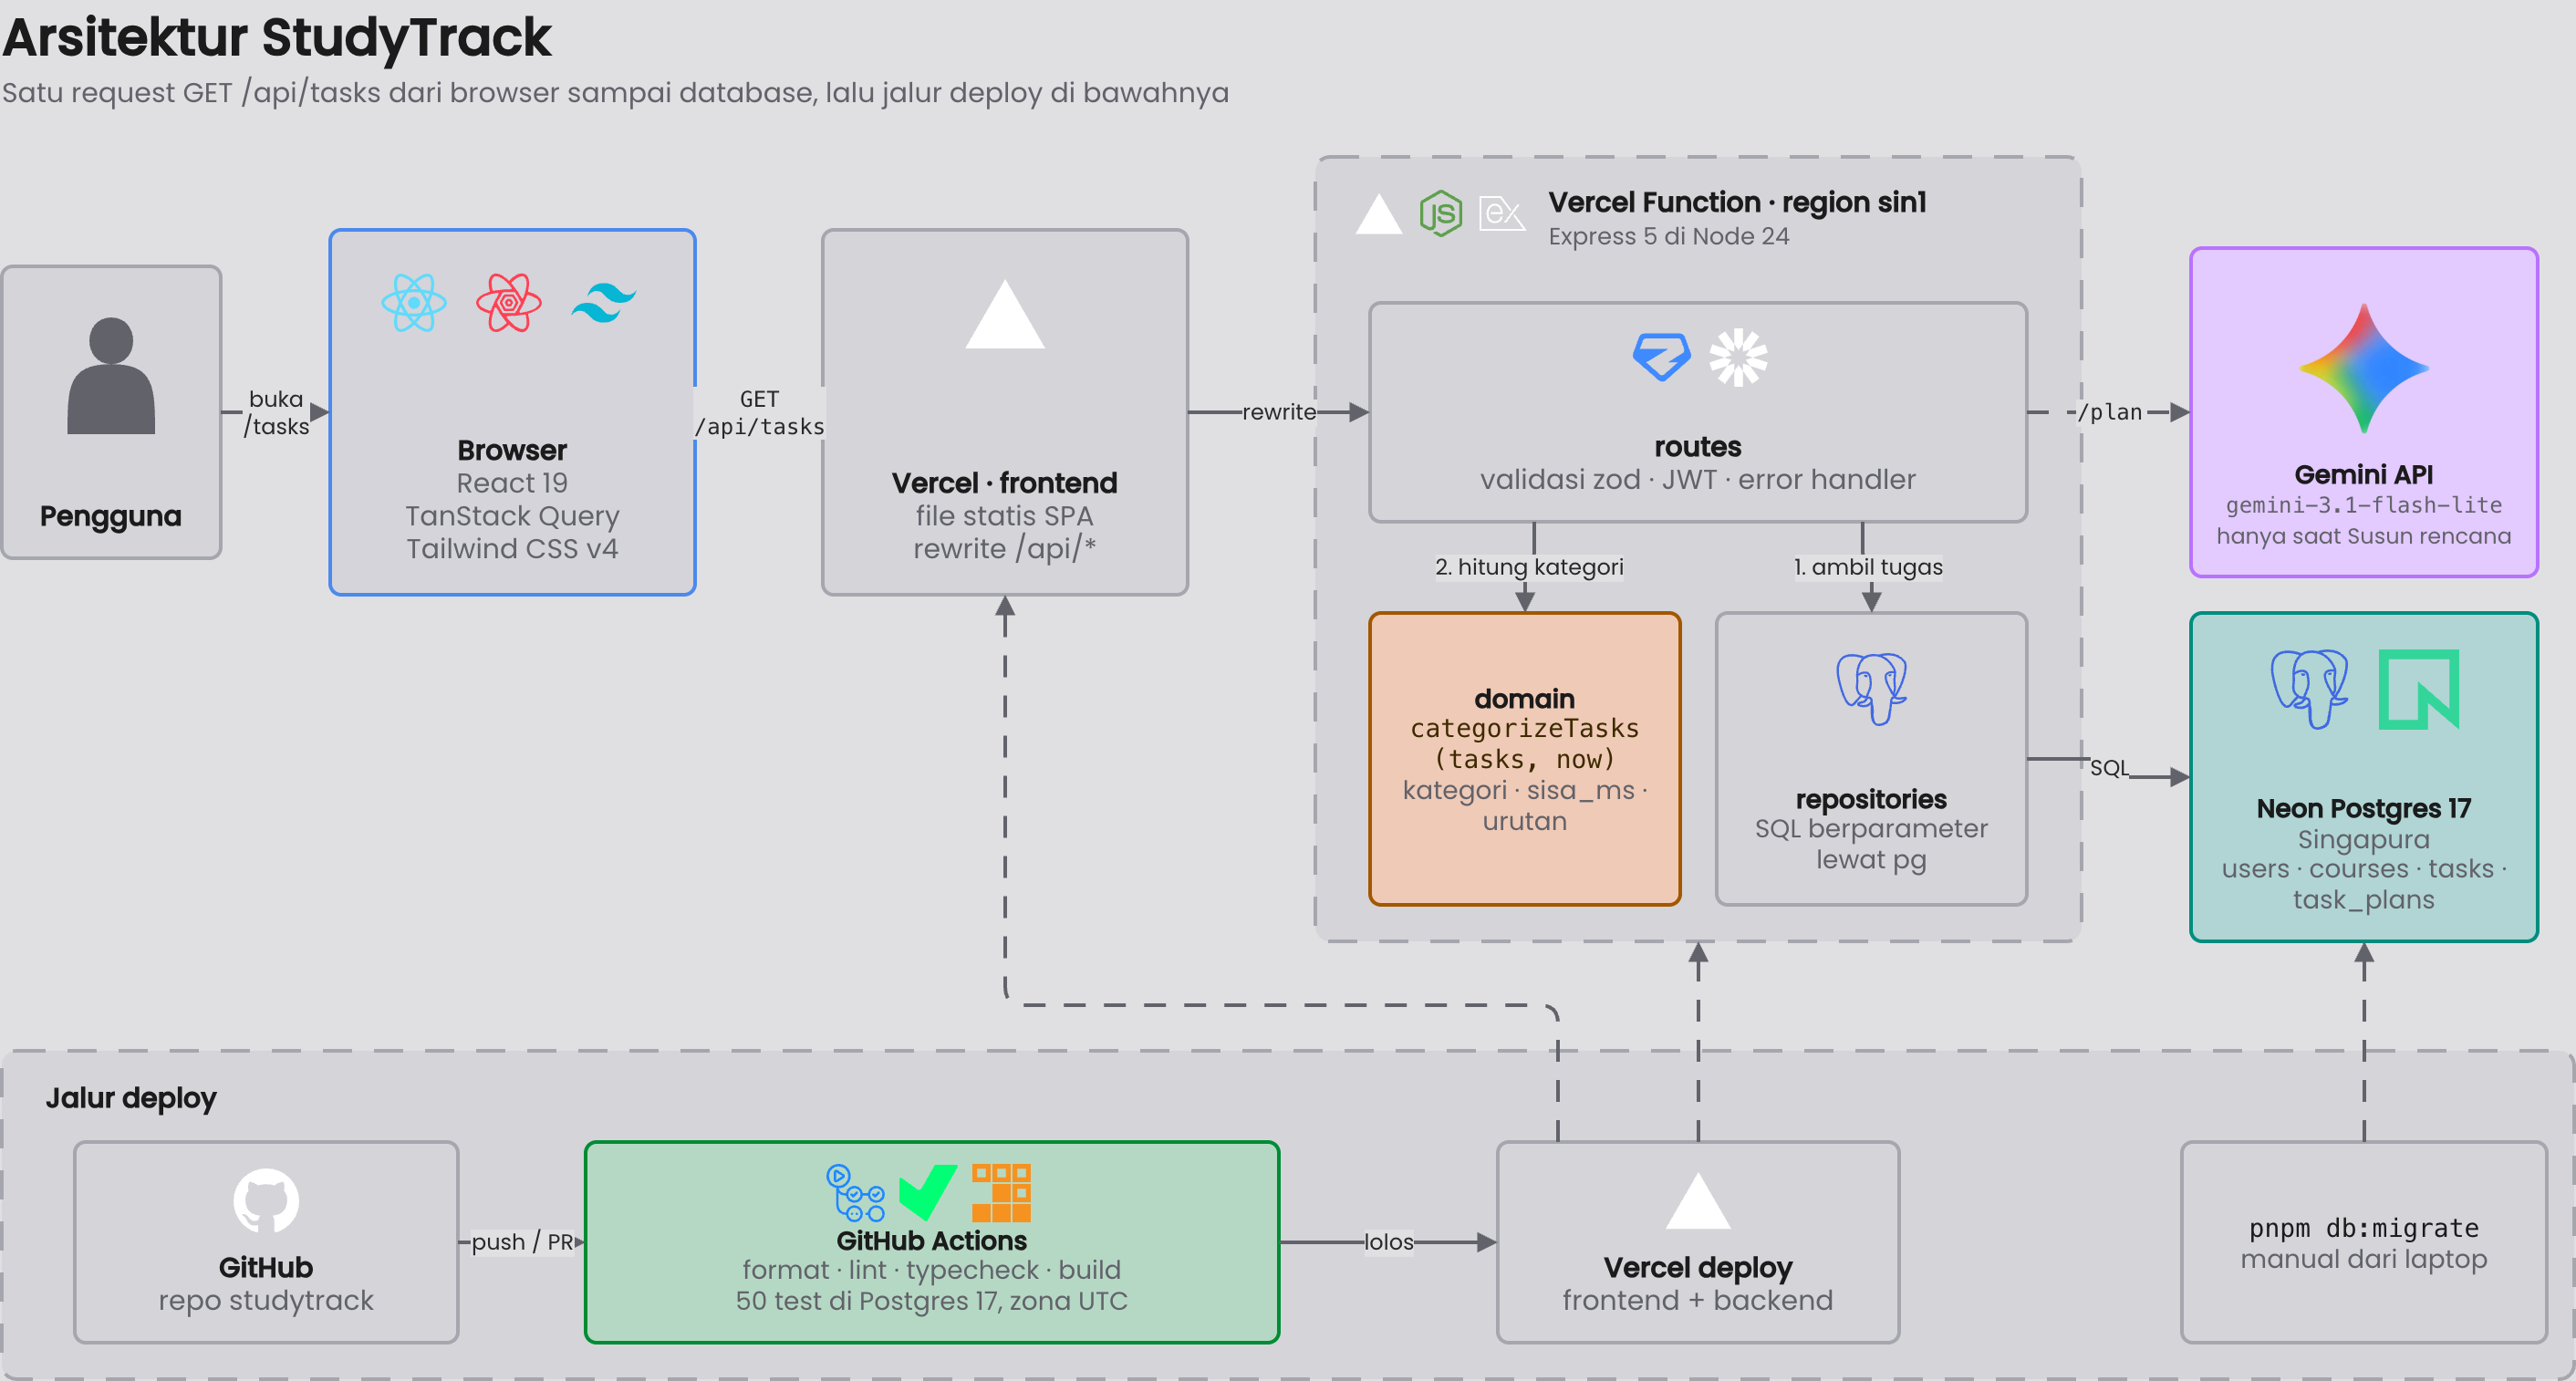 Arsitektur StudyTrack
Satu request GET /api/tasks dari browser sampai database, lalu jalur deploy di bawahnya
Pengguna
buka
/tasks
Browser
React 19
TanStack Query
Tailwind CSS v4
GET
/api/tasks
Vercel · frontend
file statis SPA
rewrite /api/*
rewrite
JS
ex
Vercel Function · region sin1
Express 5 di Node 24
routes
validasi zod · JWT · error handler
2. hitung kategori
1. ambil tugas
domain
categorizeTasks
(tasks, now)
kategori · sisa_ms ·
urutan
repositories
SQL berparameter
lewat pg
/plan
Gemini API
gemini-3.1-flash-lite
hanya saat Susun rencana
SQL
Neon Postgres 17
Singapura
users · courses · tasks ·
task_plans
Jalur deploy
GitHub
repo studytrack
push / PR
GitHub Actions
format · lint · typecheck · build
50 test di Postgres 17, zona UTC
lolos
Vercel deploy
frontend + backend
pnpm db:migrate
manual dari laptop